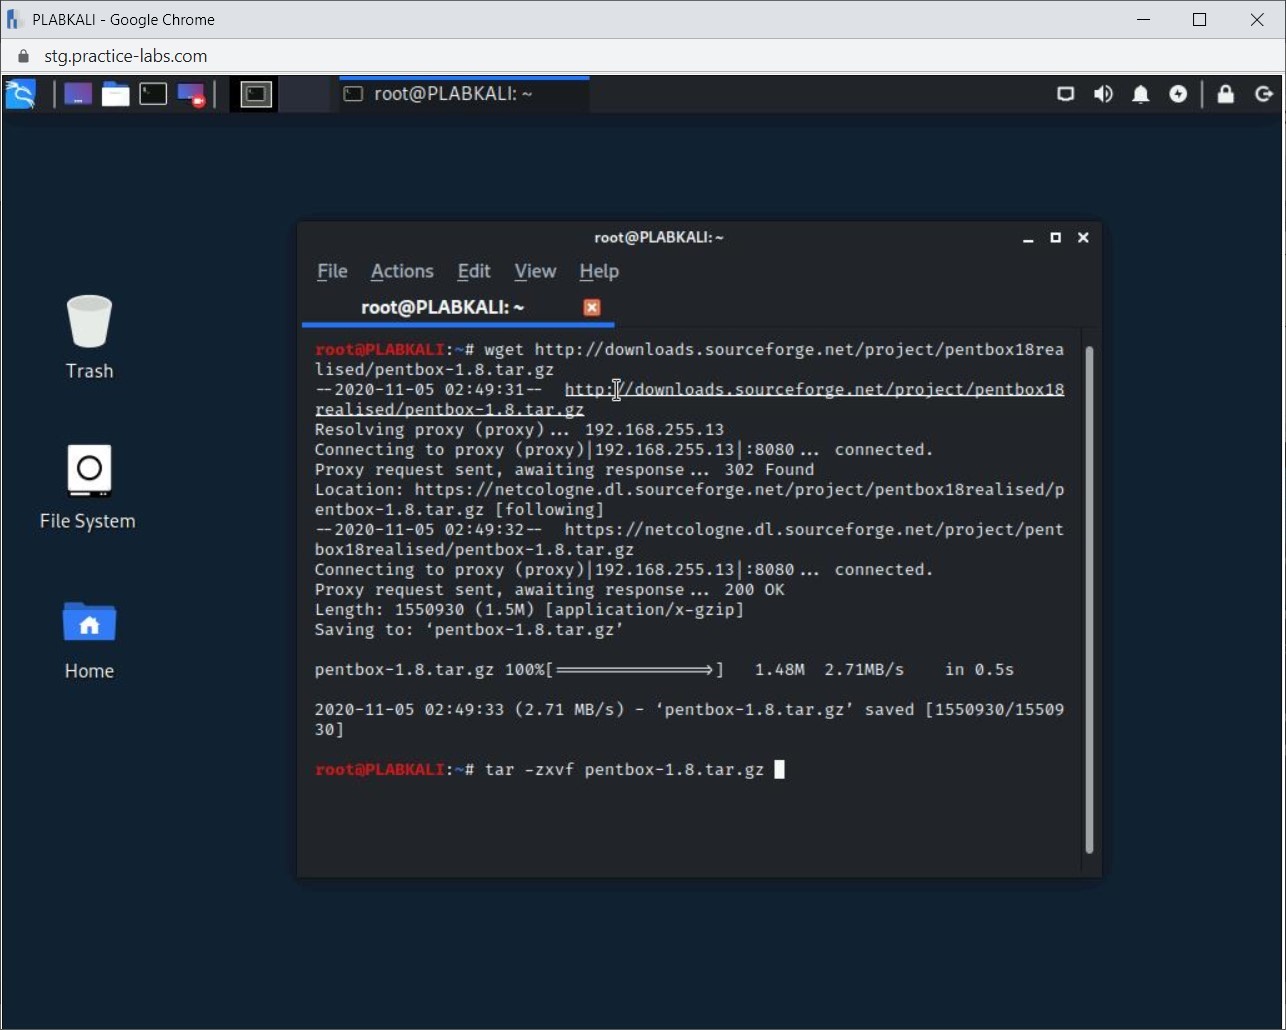 PLABKALI - Google Chrome
stg.practice-labs.com
root@PLABKALI: ~
root@PLABKALI: ~
File Actions Edit View Help
root@PLABKALI: ~
Trash
File System
Home
root@PLABKALI:~# wget http://downloads.sourceforge.net/project/pentbox18rea
lised/pentbox-1.8.tar.gz
--2020-11-05 02:49:31--  http://downloads.sourceforge.net/project/pentbox18
realised/pentbox-1.8.tar.gz
Resolving proxy (proxy)... 192.168.255.13
Connecting to proxy (proxy)|192.168.255.13|:8080... connected.
Proxy request sent, awaiting response... 302 Found
Location: https://netcologne.dl.sourceforge.net/project/pentbox18realised/p
entbox-1.8.tar.gz [following]
--2020-11-05 02:49:32--  https://netcologne.dl.sourceforge.net/project/pent
box18realised/pentbox-1.8.tar.gz
Connecting to proxy (proxy)|192.168.255.13|:8080... connected.
Proxy request sent, awaiting response... 200 OK
Length: 1550930 (1.5M) [application/x-gzip]
Saving to: ‘pentbox-1.8.tar.gz’
pentbox-1.8.tar.gz 100%[===============>]   1.48M  2.71MB/s    in 0.5s
2020-11-05 02:49:33 (2.71 MB/s) - ‘pentbox-1.8.tar.gz’ saved [1550930/15509
30]
root@PLABKALI:~# tar -zxvf pentbox-1.8.tar.gz